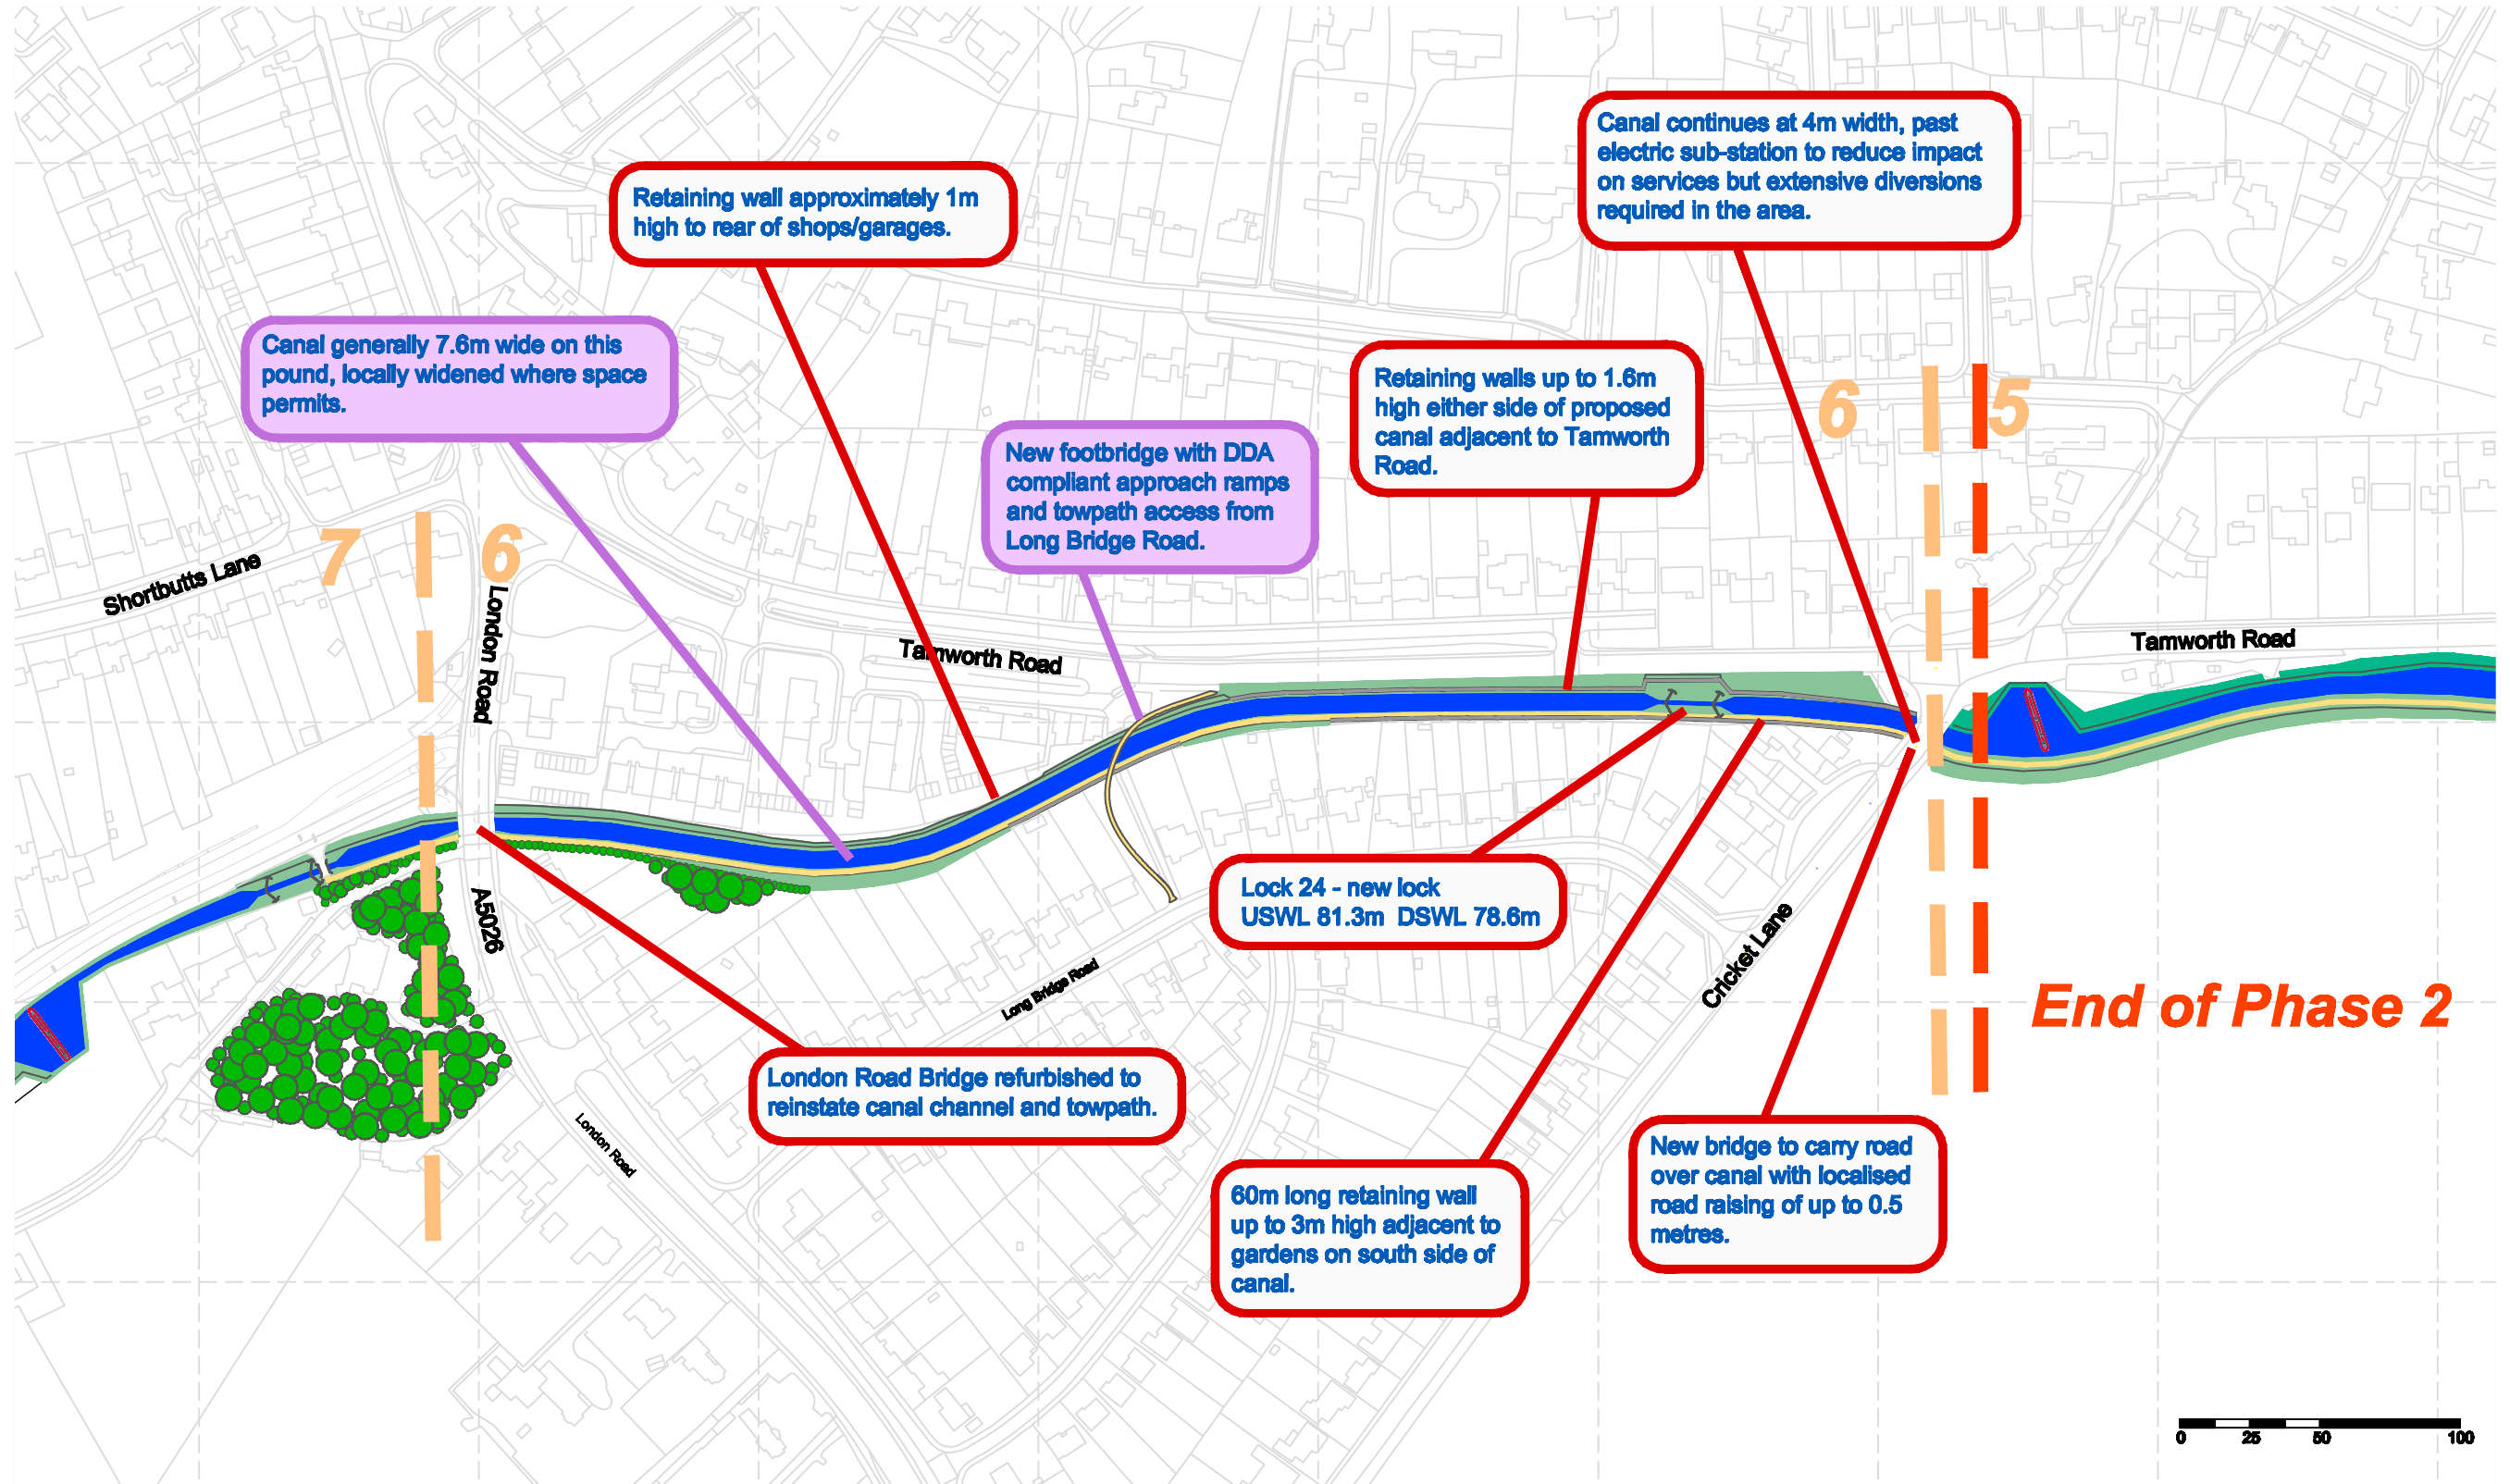 Canal continues at 4m width, past
electric sub-station to reduce impact
on services but extensive diversions
required in the area.
Retaining wall approximately 1m
high to rear of shops/garages.
Canal generally 7.6m wide on this
pound, locally widened where space
permits.
Retaining walls up to 1.6m
high either side of proposed
canal adjacent to Tamworth
Road.
6
5
New footbridge with DDA
compliant approach ramps
and towpath access from
Long Bridge Road.
7
6
Shortbutts Lane
London Road
Tamworth Road
Tamworth Road
Lock 24 - new lock
USWL 81.3m DSWL 78.6m
A5026
Cricket Lane
Long Bridge Road
End of Phase 2
London Road Bridge refurbished to
reinstate canal channel and towpath.
London Road
New bridge to carry road
over canal with localised
road raising of up to 0.5
metres.
60m long retaining wall
up to 3m high adjacent to
gardens on south side of
canal.
0 25 50 100